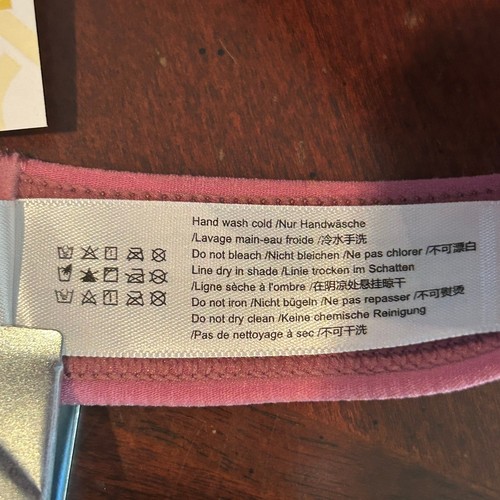 Hand wash cold /Nur Handwäsche
/Lavage main-eau froide /冷水手洗
Do not bleach /Nicht bleichen /Ne pas chlorer /不可漂白
Line dry in shade /Linie trocken im Schatten
/Ligne sèche à l'ombre /在阴凉处悬挂晾干
Do not iron /Nicht bügeln /Ne pas repasser /不可熨烫
Do not dry clean /Keine chemische Reinigung
/Pas de nettoyage à sec /不可干洗